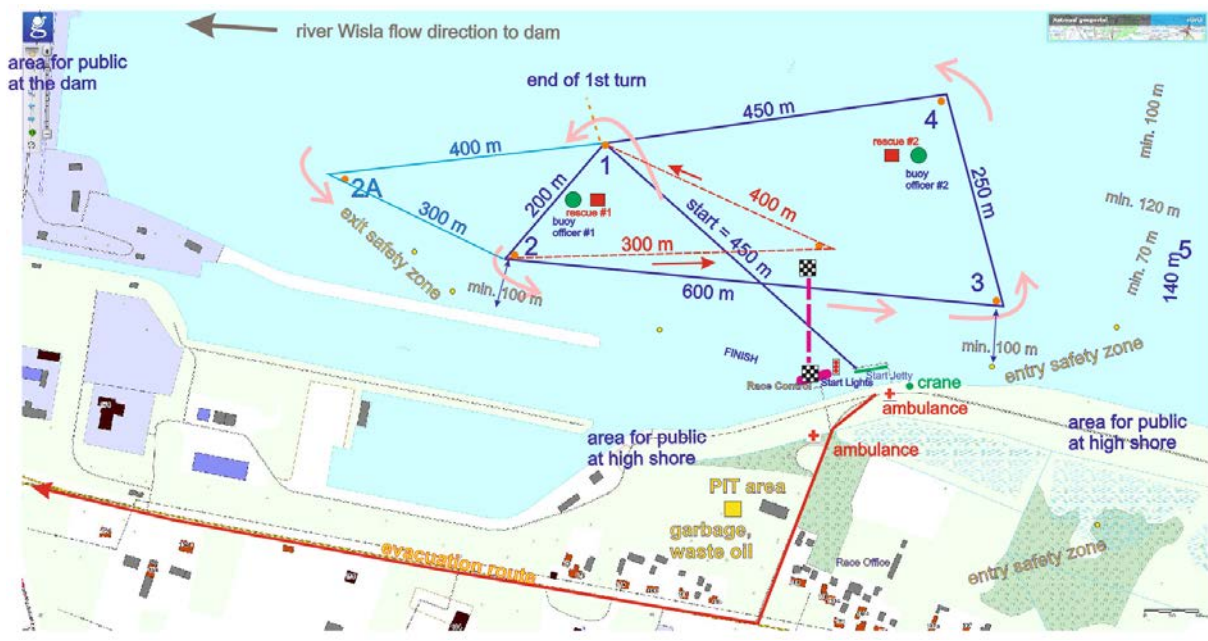 river Wisla flow direction to dam
National geoportal
area for public
at the dam
end of 1st turn
450 m
4
400 m
1
rescue #2
buoy
officer #2
min. 100 m
2A
200 m
rescue #1
buoy
officer #1
400 m
250 m
min. 120 m
300 m
start = 450 m
exit safety zone
2
300 m
min. 70 m
140 m
5
min. 100 m
600 m
3
min. 100 m
entry safety zone
FINISH
Race Control
Start Lights
Start Jetty
crane
ambulance
area for public
at high shore
area for public
at high shore
ambulance
PIT area
garbage,
waste oil
evacuation route
Race Office
entry safety zone